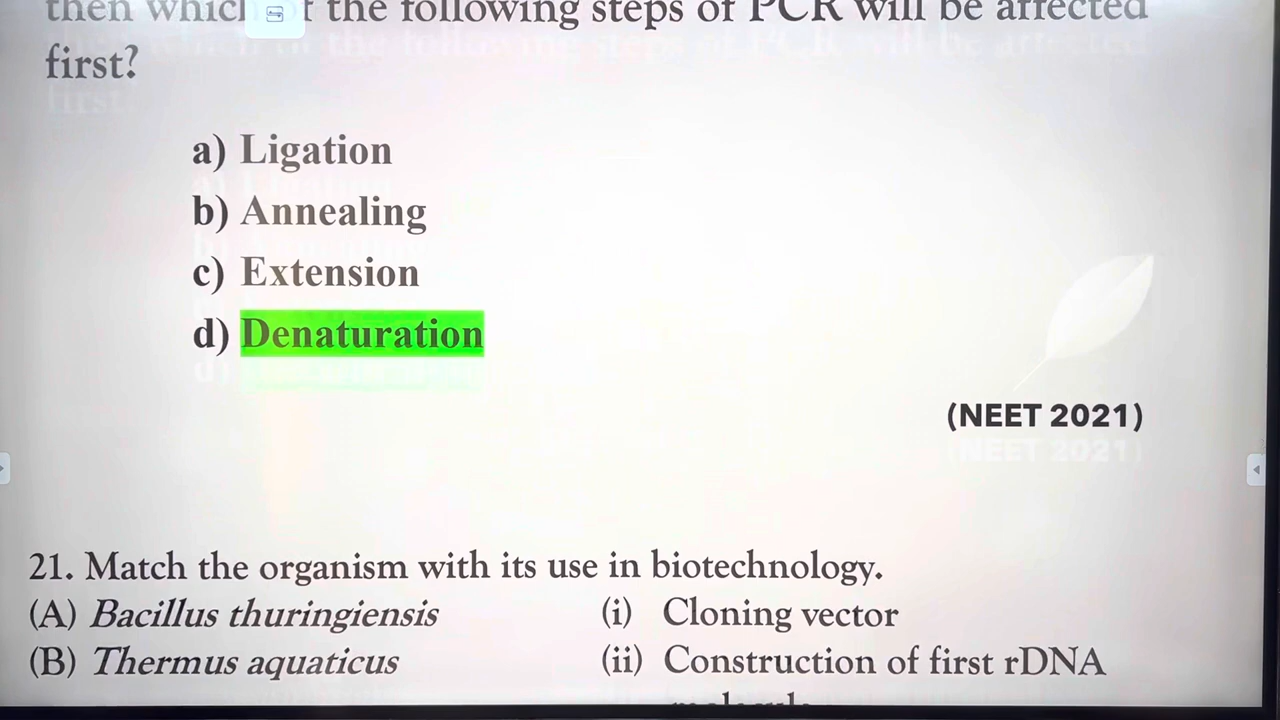 then which of the following steps of PCR will be affected
first?
a) Ligation
b) Annealing
c) Extension
d) Denaturation
(NEET 2021)
21. Match the organism with its use in biotechnology.
(A) Bacillus thuringiensis (i) Cloning vector
(B) Thermus aquaticus (ii) Construction of first rDNA